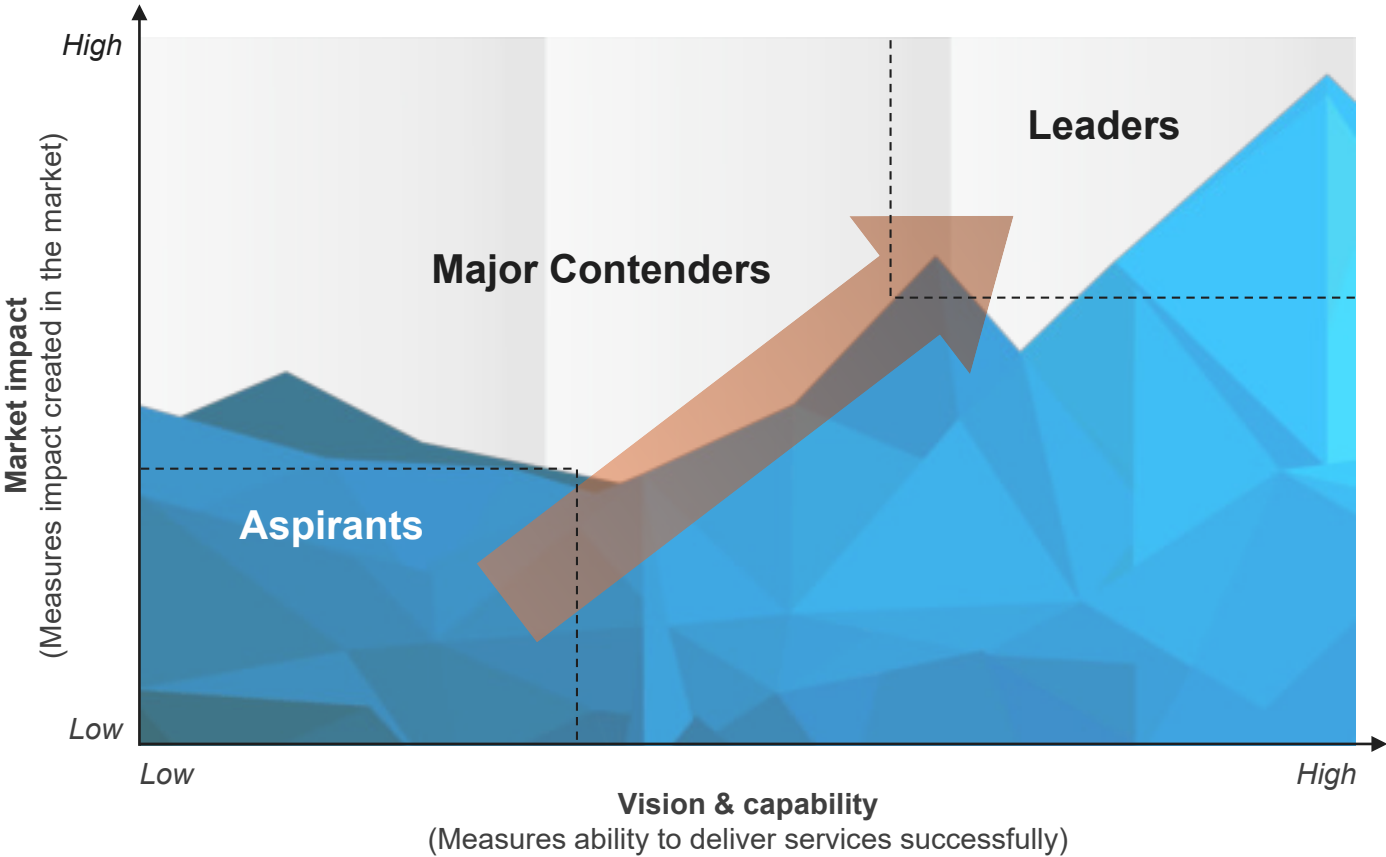 High
Leaders
Major Contenders
Market impact
(Measures impact created in the market)
Aspirants
Low
Low
High
Vision & capability
(Measures ability to deliver services successfully)